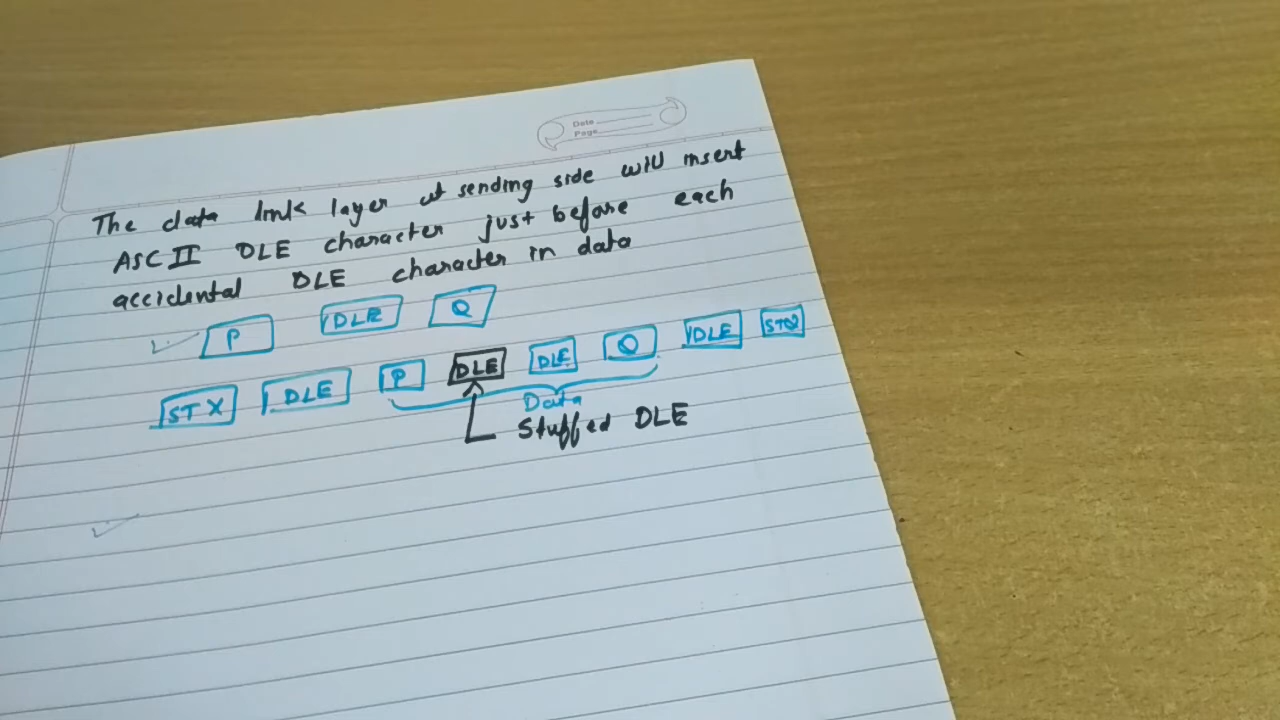 Date
Page
The data link layer at sending side will insert
ASCII DLE character just before each
accidental DLE character in data
P DLE Q
STX DLE P DLE DLE Q DLE
Data
Stuffed DLE